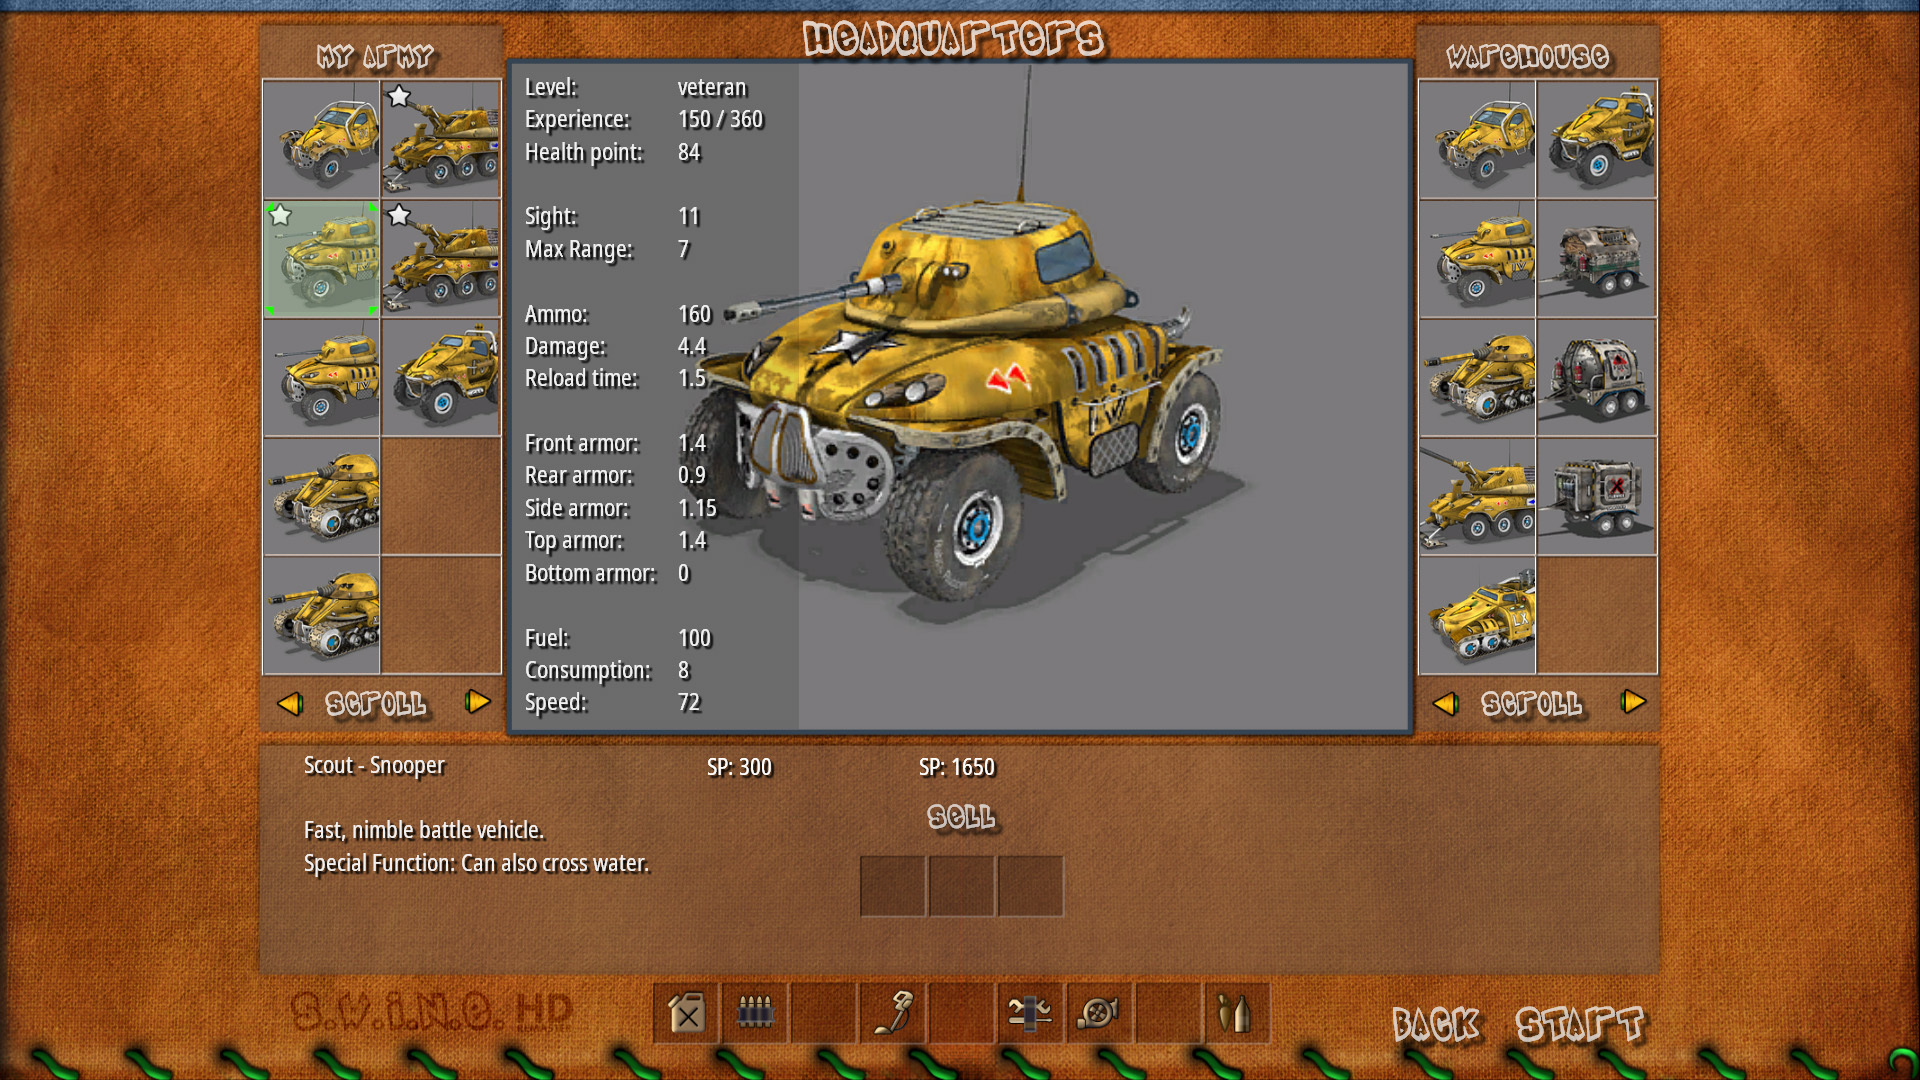 HEADQUARTERS
MY ARMY
WAREHOUSE
Level: veteran
Experience: 150 / 360
Health point: 84
Sight: 11
Max Range: 7
Ammo: 160
Damage: 4.4
Reload time: 1.5
Front armor: 1.4
Rear armor: 0.9
Side armor: 1.15
Top armor: 1.4
Bottom armor: 0
Fuel: 100
Consumption: 8
Speed: 72
SCROLL
SCROLL
Scout - Snooper SP: 300 SP: 1650
SELL
Fast, nimble battle vehicle.
Special Function: Can also cross water.
S.W.I.N.E. HD
BACK START